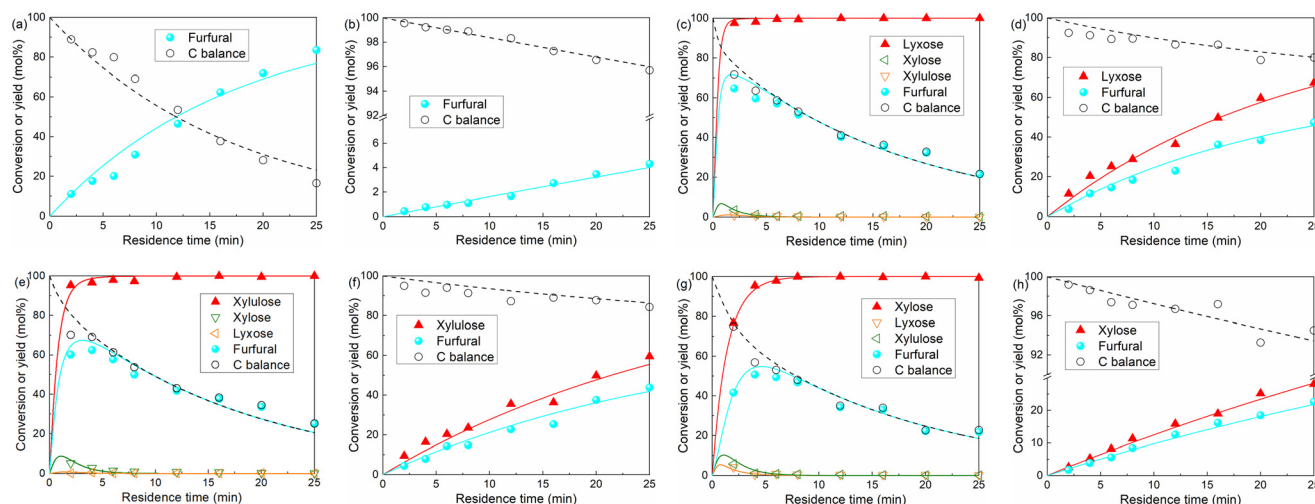 (a)
100
80
60
40
20
0
Conversion or yield (mol%)
Furfural
C balance
0 5 10 15 20 25
Residence time (min)
(b)
100
98
96
94
92
6
4
2
0
Conversion or yield (mol%)
Furfural
C balance
0 5 10 15 20 25
Residence time (min)
(c)
100
80
60
40
20
0
Conversion or yield (mol%)
Lyxose
Xylose
Xylulose
Furfural
C balance
0 5 10 15 20 25
Residence time (min)
(d)
100
80
60
40
20
0
Conversion or yield (mol%)
Lyxose
Furfural
C balance
0 5 10 15 20 25
Residence time (min)
(e)
100
80
60
40
20
0
Conversion or yield (mol%)
Xylulose
Xylose
Lyxose
Furfural
C balance
0 5 10 15 20 25
Residence time (min)
(f)
100
80
60
40
20
0
Conversion or yield (mol%)
Xylulose
Furfural
C balance
0 5 10 15 20 25
Residence time (min)
(g)
100
80
60
40
20
0
Conversion or yield (mol%)
Xylose
Lyxose
Xylulose
Furfural
C balance
0 5 10 15 20 25
Residence time (min)
(h)
100
96
92
30
20
10
0
Conversion or yield (mol%)
Xylose
Furfural
C balance
0 5 10 15 20 25
Residence time (min)